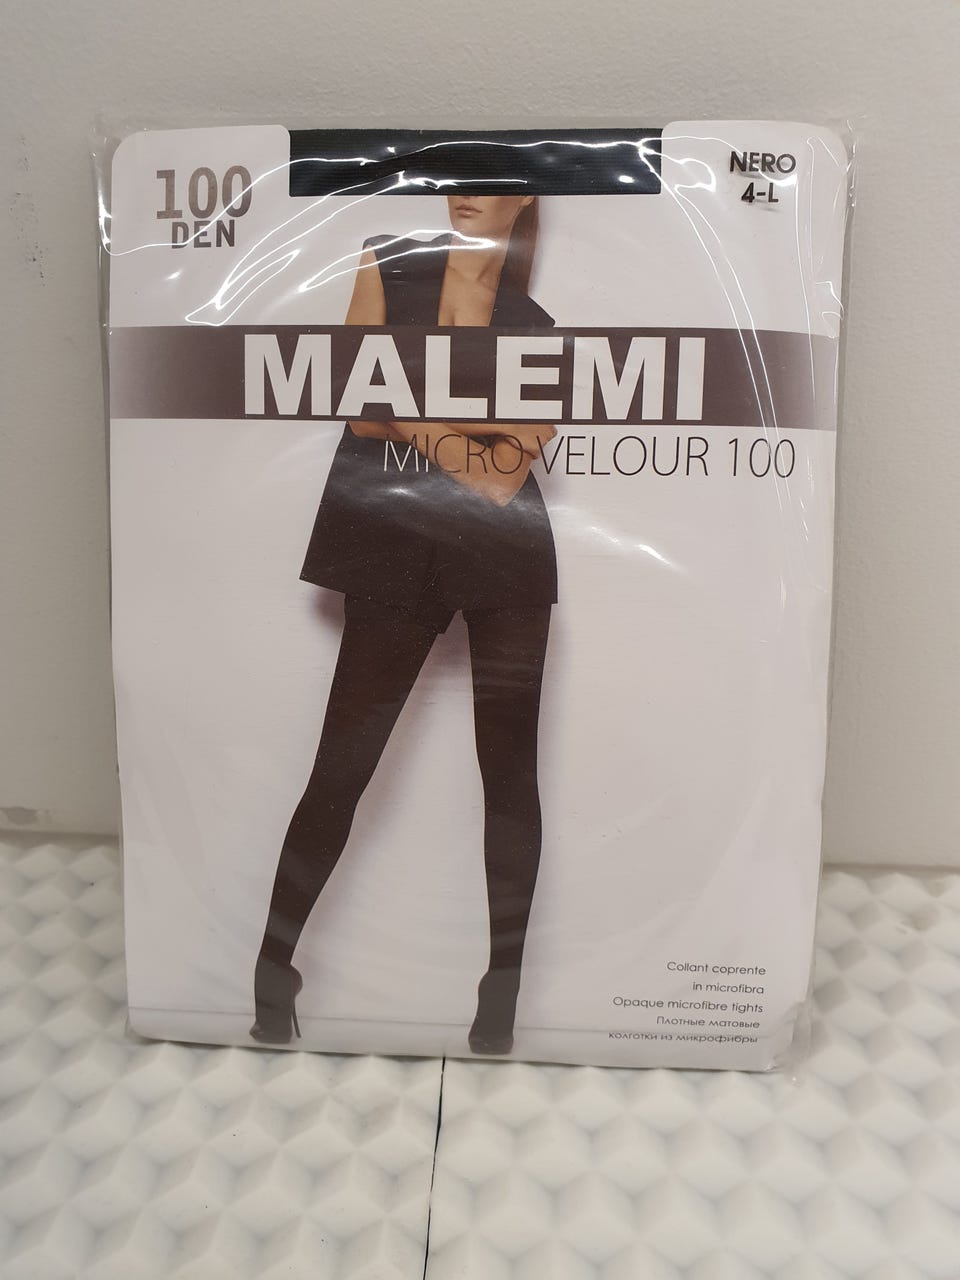 100
DEN
NERO
4-L
MALEMI
MICRO VELOUR 100
Collant coprente
in microfibra
Opaque microfibre tights
Плотные матовые
колготки из микрофибры